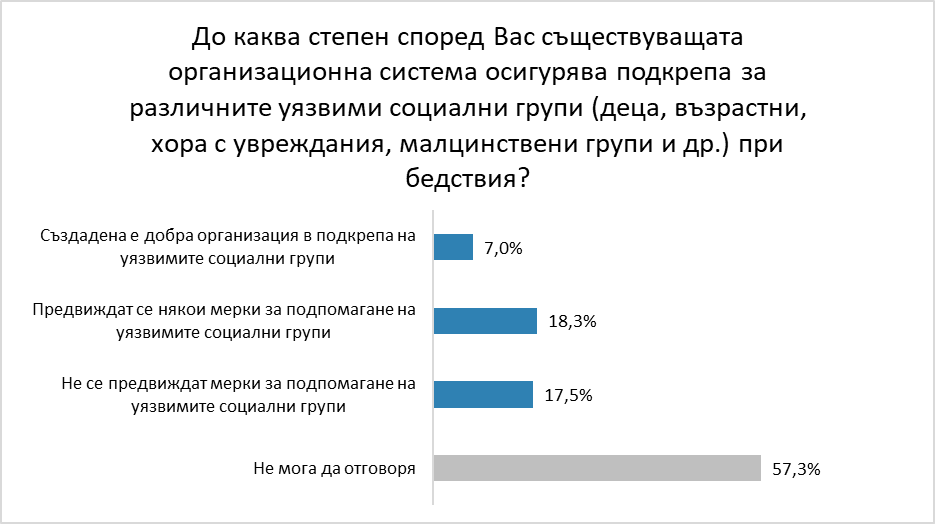 До каква степен според Вас съществуващата
организационна система осигурява подкрепа за
различните уязвими социални групи (деца, възрастни,
хора с увреждания, малцинствени групи и др.) при
бедствия?
Създадена е добра организация в подкрепа на
уязвимите социални групи
7,0%
Предвиждат се някои мерки за подпомагане на
уязвимите социални групи
18,3%
Не се предвиждат мерки за подпомагане на
уязвимите социални групи
17,5%
Не мога да отговоря
57,3%